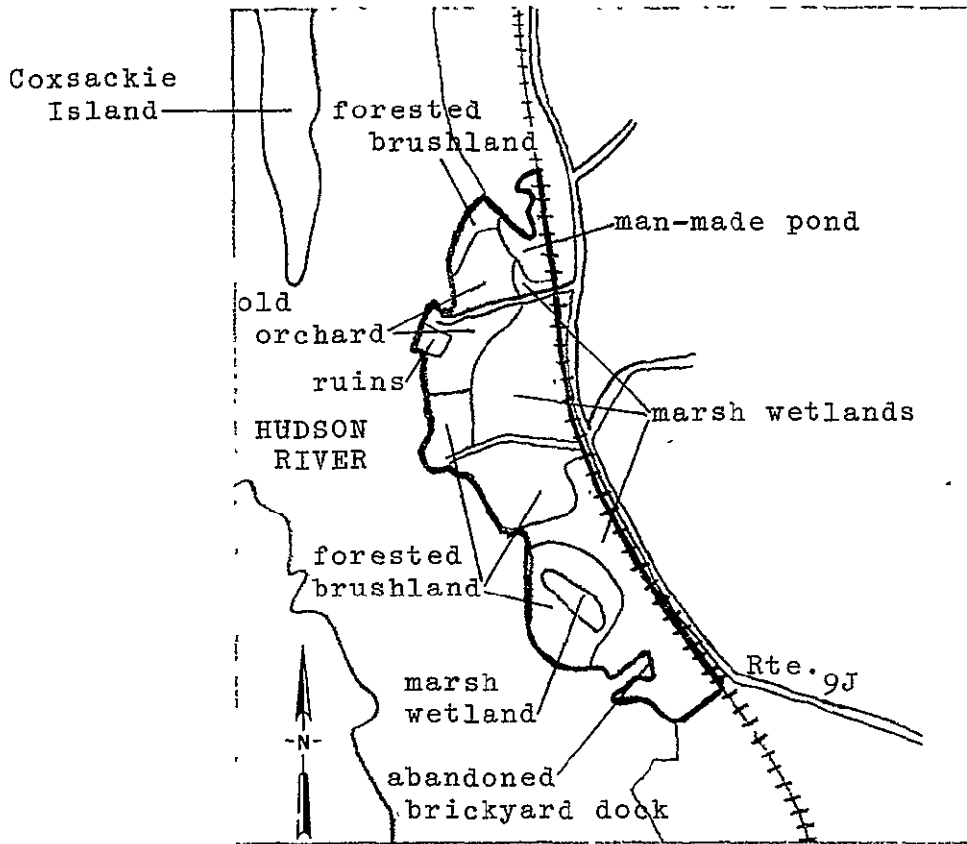 Coxsackie
Island
forested
brushland
man-made pond
old
orchard
ruins
marsh wetlands
HUDSON
RIVER
forested
brushland
Rte. 9J
marsh
wetland
-N-
abandoned
brickyard dock